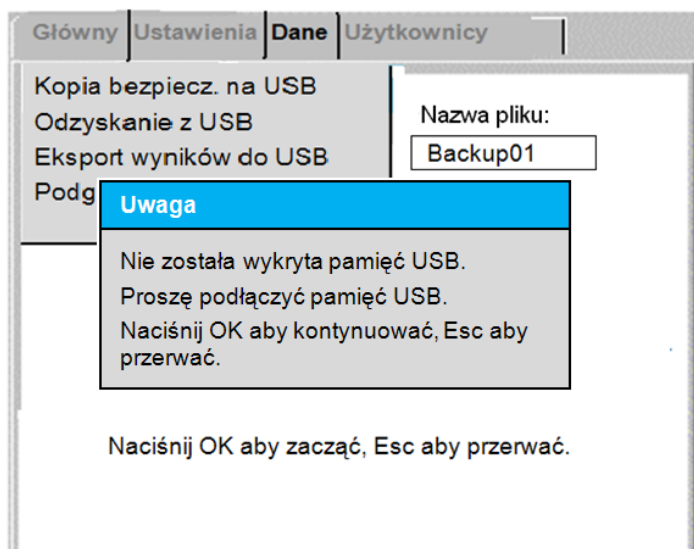 Główny Ustawienia Dane Użytkownicy
Kopia bezpiecz. na USB
Odzyskanie z USB
Eksport wyników do USB
Podg
Nazwa pliku:
Backup01
Uwaga
Nie została wykryta pamięć USB.
Proszę podłączyć pamięć USB.
Naciśnij OK aby kontynuować, Esc aby
przerwać.
Naciśnij OK aby zacząć, Esc aby przerwać.